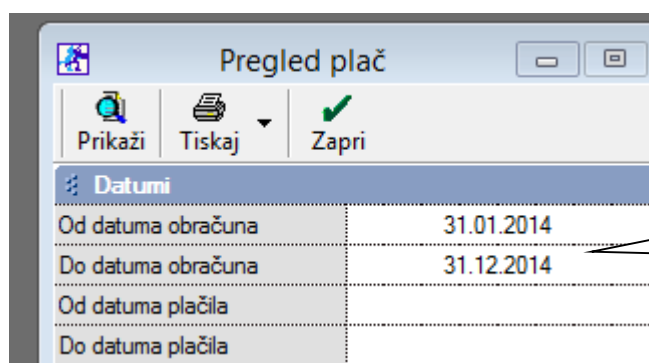 Pregled plač
Prikaži Tiskaj Zapri
Datumi
Od datuma obračuna 31.01.2014
Do datuma obračuna 31.12.2014
Od datuma plačila
Do datuma plačila